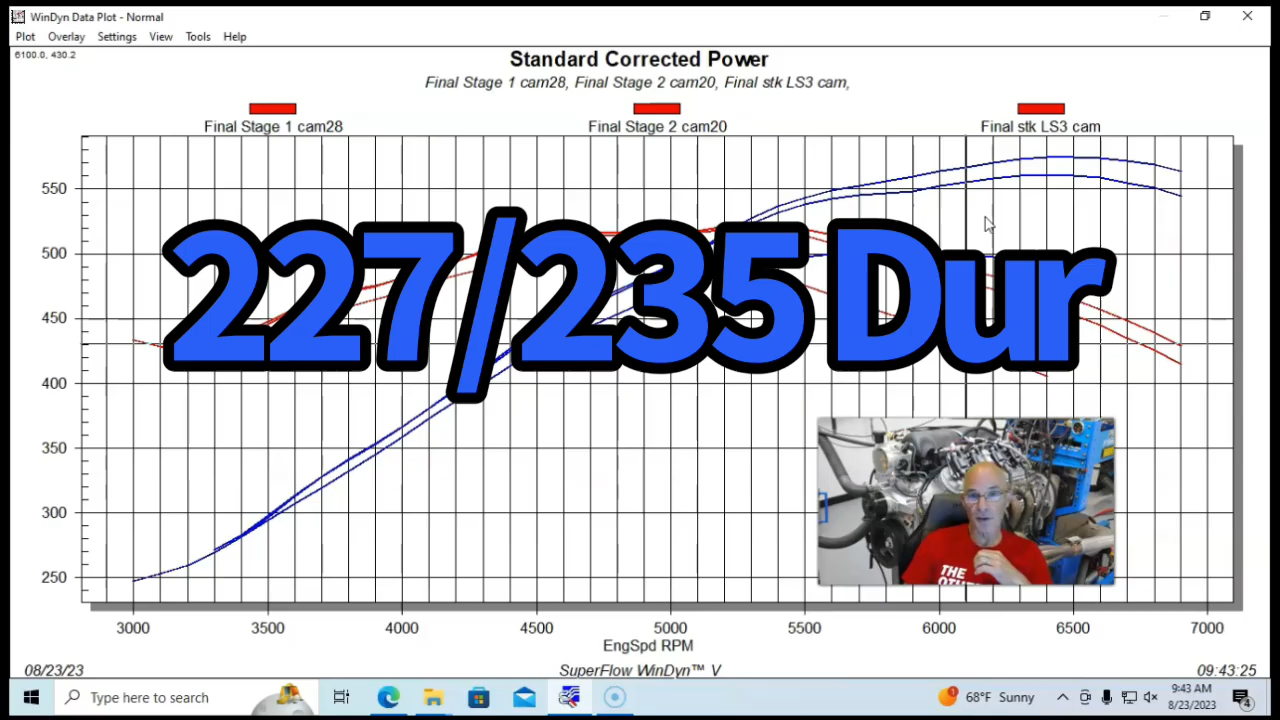 WinDyn Data Plot - Normal
Plot Overlay Settings View Tools Help
6100.0, 430.2
Standard Corrected Power
Final Stage 1 cam28, Final Stage 2 cam20, Final stk LS3 cam,
Final Stage 1 cam28 Final Stage 2 cam20 Final stk LS3 cam
550
500
450
400
350
300
250
227/235 Dur
THE
3000 3500 4000 4500 5000 5500 6000 6500 7000
EngSpd RPM
08/23/23 SuperFlow WinDyn™ V 09:43:25
Type here to search
1 68°F Sunny
9:43 AM
8/23/2023
4